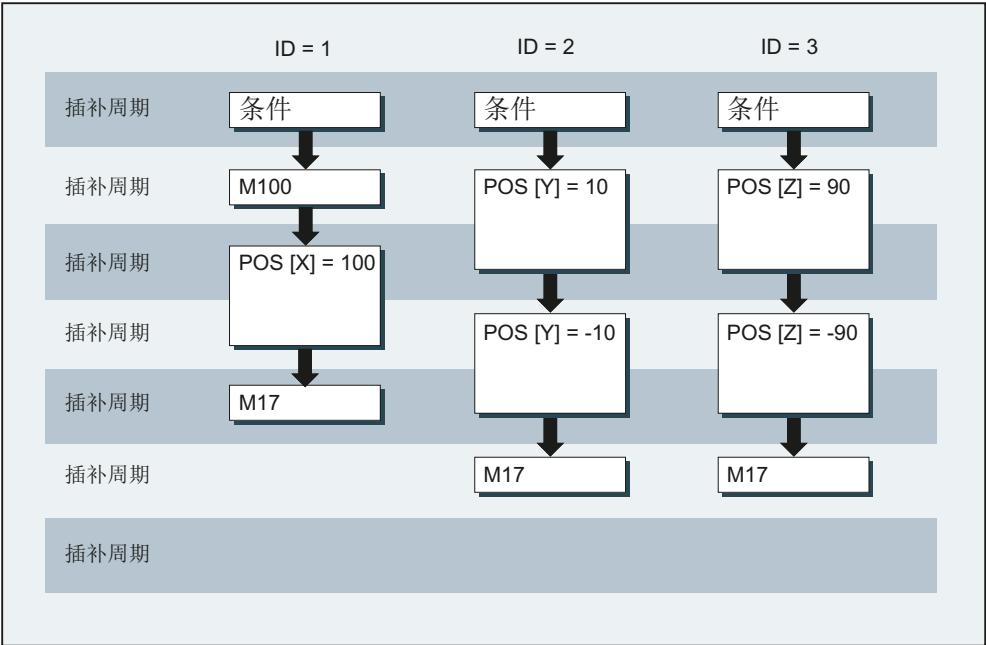 ID = 1 ID = 2 ID = 3
插补周期 条件 条件 条件
插补周期 M100 POS [Y] = 10 POS [Z] = 90
插补周期 POS [X] = 100
插补周期 POS [Y] = -10 POS [Z] = -90
插补周期 M17
插补周期 M17 M17
插补周期